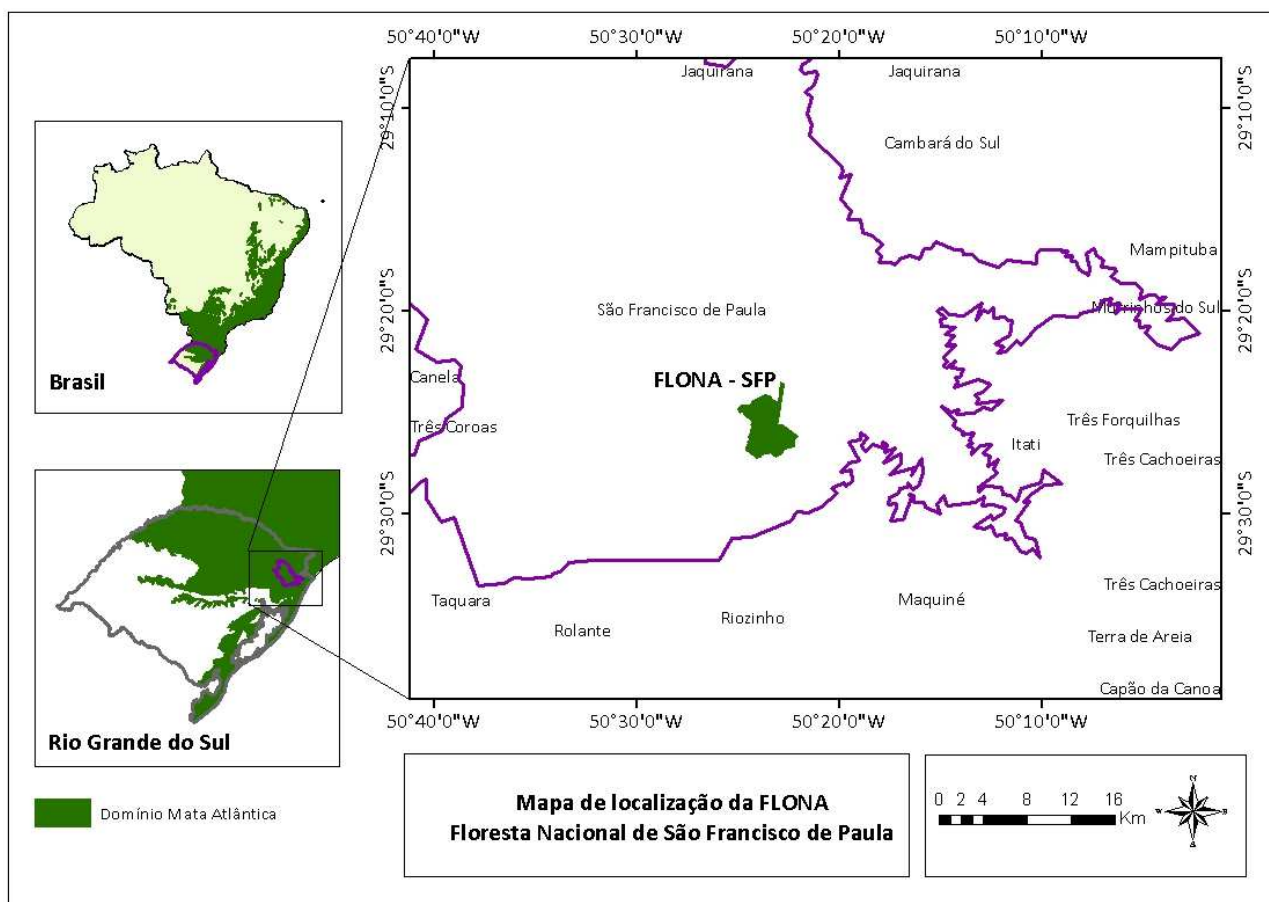 50°40'0"W 50°30'0"W 50°20'0"W 50°10'0"W
Jaquirana Jaquirana
29°10'0"S 29°10'0"S
Cambará do Sul
Mampituba
São Francisco de Paula Morrinhos do Sul
29°20'0"S 29°20'0"S
Canela FLONA - SFP
Três Coroas Três Forquilhas
Itati
Três Cachoeiras
29°30'0"S 29°30'0"S
Três Cachoeiras
Taquara Maquiné
Rolante Riozinho
Terra de Areia
Capão da Canoa
50°40'0"W 50°30'0"W 50°20'0"W 50°10'0"W
Brasil
Rio Grande do Sul
Domínio Mata Atlântica
Mapa de localização da FLONA
Floresta Nacional de São Francisco de Paula
0 2 4 8 12 16
Km